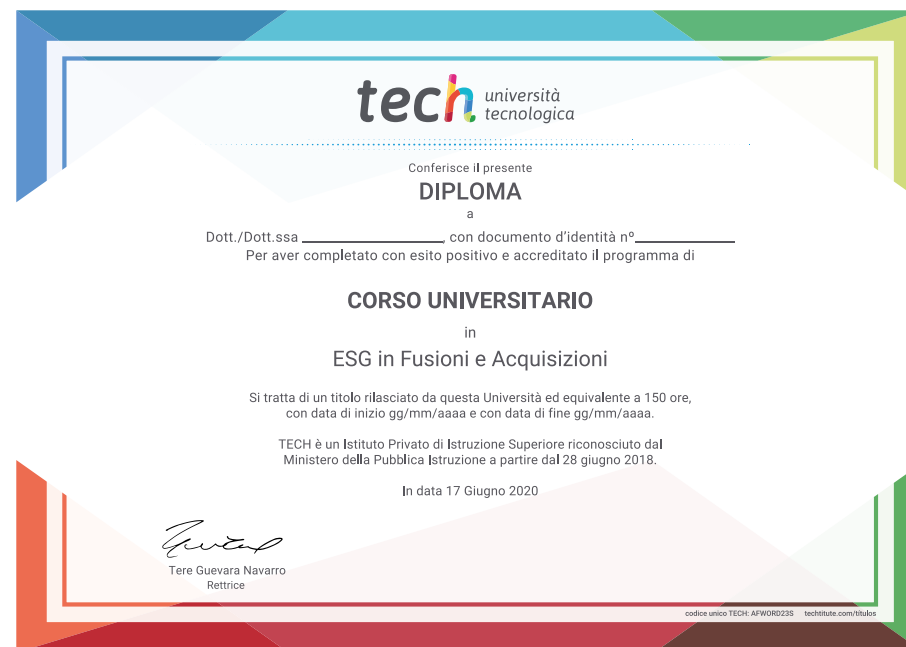 tech università
tecnologica
Conferisce il presente
DIPLOMA
a
Dott./Dott.ssa ____________, con documento d'identità nº____________
Per aver completato con esito positivo e accreditato il programma di
CORSO UNIVERSITARIO
in
ESG in Fusioni e Acquisizioni
Si tratta di un titolo rilasciato da questa Università ed equivalente a 150 ore,
con data di inizio gg/mm/aaaa e con data di fine gg/mm/aaaa.
TECH è un Istituto Privato di Istruzione Superiore riconosciuto dal
Ministero della Pubblica Istruzione a partire dal 28 giugno 2018.
In data 17 Giugno 2020
Tere Guevara Navarro
Rettrice
codice unico TECH: AFWORD23S techtitute.com/titulos